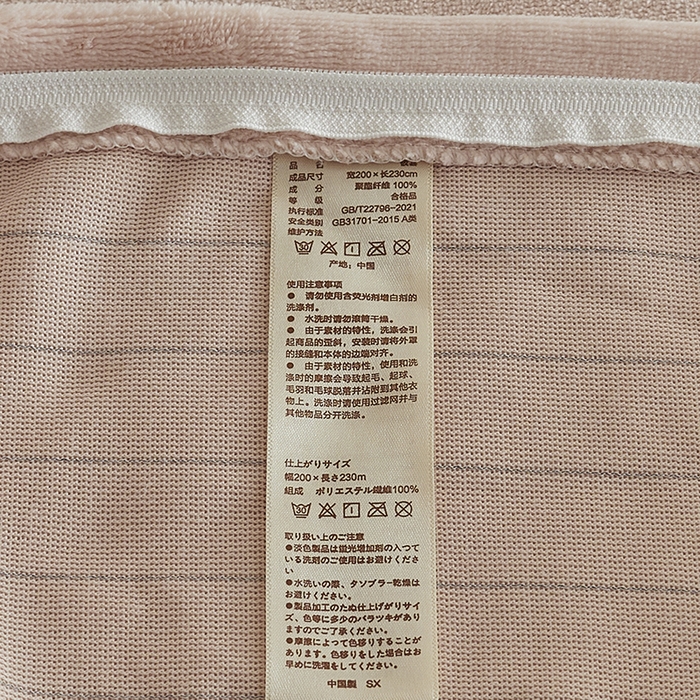 品
成品尺寸 宽200×长230cm
成 分 聚酯纤维 100%
等 级 合格品
执行标准 GB/T22796-2021
安全类别 GB31701-2015 A类
维护方法
30
产地：中国
使用注意事项
● 请勿使用含荧光剂增白剂的
洗涤剂。
● 水洗时请勿滚筒干燥。
● 由于素材的特性，洗涤会引
起商品的歪斜，安装时请将外罩
的接缝和本体的边端对齐。
● 由于素材的特性，使用和洗
涤时的摩擦会导致起毛、起球、
毛羽和毛球脱落并沾附到其他衣
物上。洗涤时请使用过滤网并与
其他物品分开洗涤。
仕上がりサイズ
幅200×長さ230m
組成 ポリエステル繊維100%
30
取り扱い上のご注意
●淡色製品は蛍光増加剤の入つて
いる洗剤のご使用はお避けくださ
い
●水洗いの際、タソブラー乾燥は
お避けください。
●製品加工のたぬ仕上げがりサイ
ズ、色等に多少のバラツキがあり
ますのでご了承ください。
●摩擦によって色移りすることが
あります。色移りをした場合はお
早めに洗濯をしてください。
中国製 SX